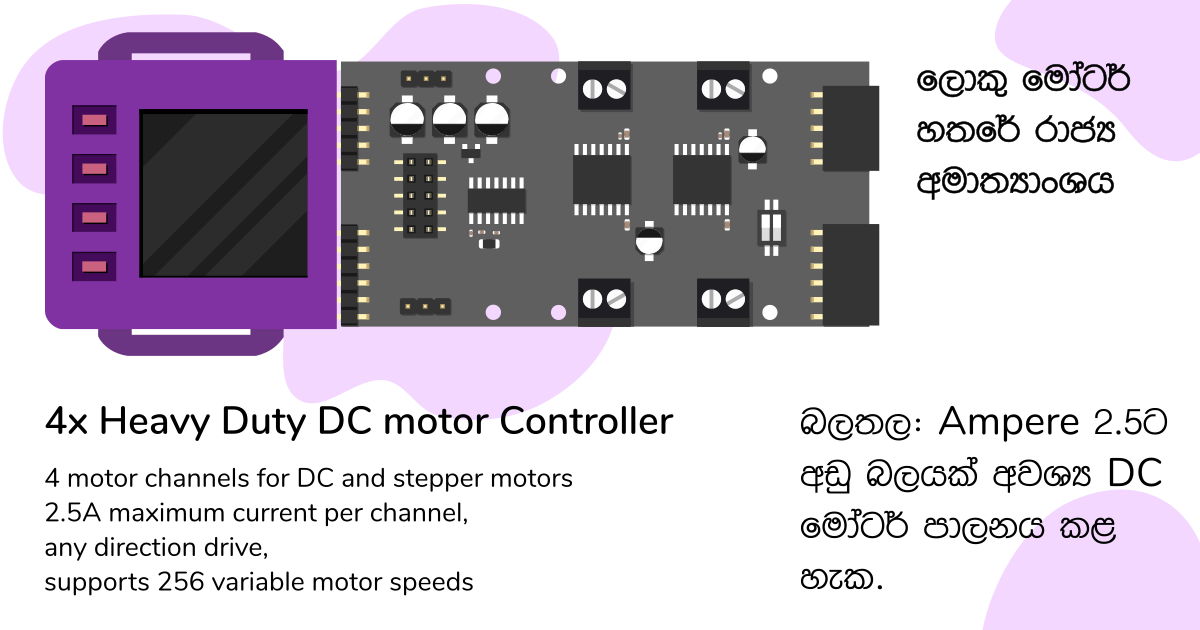 ලොකු මෝටර්
හතරේ රාජ්‍ය
අමාත්‍යාංශය
4x Heavy Duty DC motor Controller
4 motor channels for DC and stepper motors
2.5A maximum current per channel,
any direction drive,
supports 256 variable motor speeds
බලතල: Ampere 2.5ට
අඩු බලයක් අවශ්‍ය DC
මෝටර් පාලනය කළ
හැක.